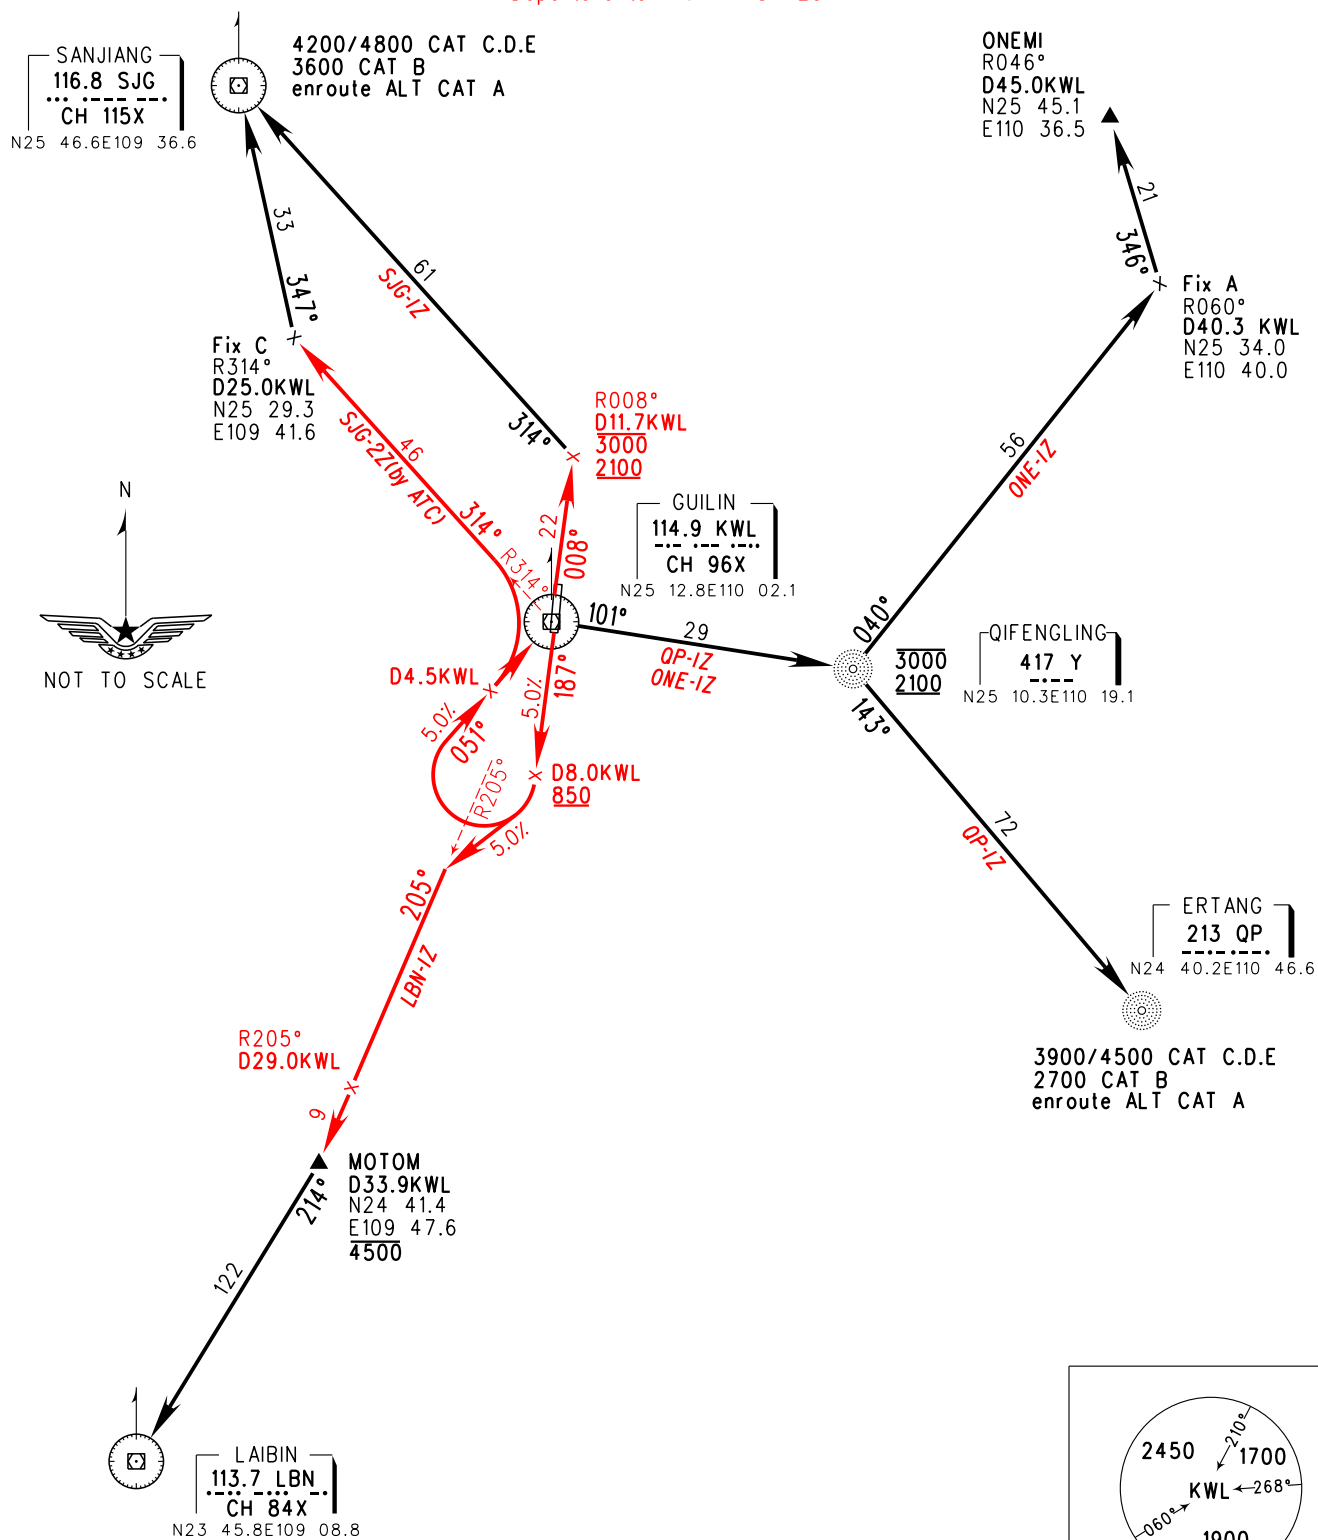 4200/4800 CAT C.D.E
3600 CAT B
enroute ALT CAT A
SANJIANG
116.8 SJG
CH 115X
N25 46.6E109 36.6
ONEMI
R046°
D45.0KWL
N25 45.1
E110 36.5
21
346°
Fix A
R060°
D40.3 KWL
N25 34.0
E110 40.0
33
347°
61
SJG-1Z
314°
Fix C
R314°
D25.0KWL
N25 29.3
E109 41.6
46
SJG-2Z(by ATC)
314°
R314°
R008°
D11.7KWL
3000
2100
22
008°
56
ONE-1Z
040°
N
NOT TO SCALE
GUILIN
114.9 KWL
CH 96X
N25 12.8E110 02.1
101°
29
QP-1Z
ONE-1Z
3000
2100
QIFENGLING
417 Y
N25 10.3E110 19.1
143°
72
QP-1Z
D4.5KWL
5.0%
051°
187°
5.0%
D8.0KWL
850
R205°
5.0%
205°
LBN-1Z
ERTANG
213 QP
N24 40.2E110 46.6
3900/4500 CAT C.D.E
2700 CAT B
enroute ALT CAT A
R205°
D29.0KWL
9
MOTOM
D33.9KWL
N24 41.4
E109 47.6
4500
214°
122
LAIBIN
113.7 LBN
CH 84X
N23 45.8E109 08.8
2450
210°
1700
KWL
268°
060°
1900